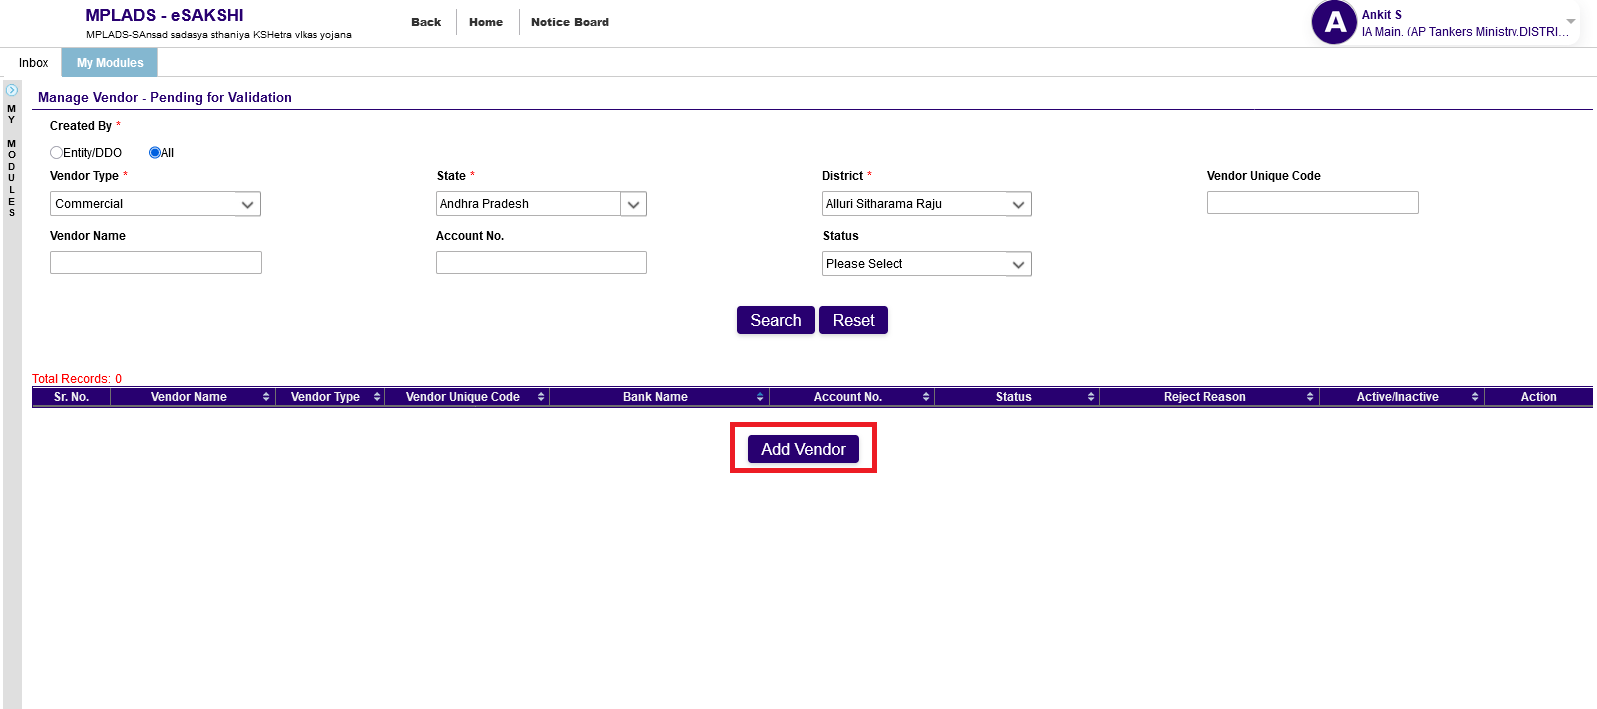 MPLADS - eSAKSHI
MPLADS-SAnsad sadasya sthaniya KSHetra vIkas yojana
Back
Home
Notice Board
A
Ankit S
IA Main. (AP Tankers Ministry.DISTRI...
Inbox
My Modules
MY MODULES
Manage Vendor - Pending for Validation
Created By *
Entity/DDO
All
Vendor Type *
State *
District *
Vendor Unique Code
Commercial
Andhra Pradesh
Alluri Sitharama Raju
Vendor Name
Account No.
Status
Please Select
Search
Reset
Total Records: 0
Sr. No.
Vendor Name
Vendor Type
Vendor Unique Code
Bank Name
Account No.
Status
Reject Reason
Active/Inactive
Action
Add Vendor